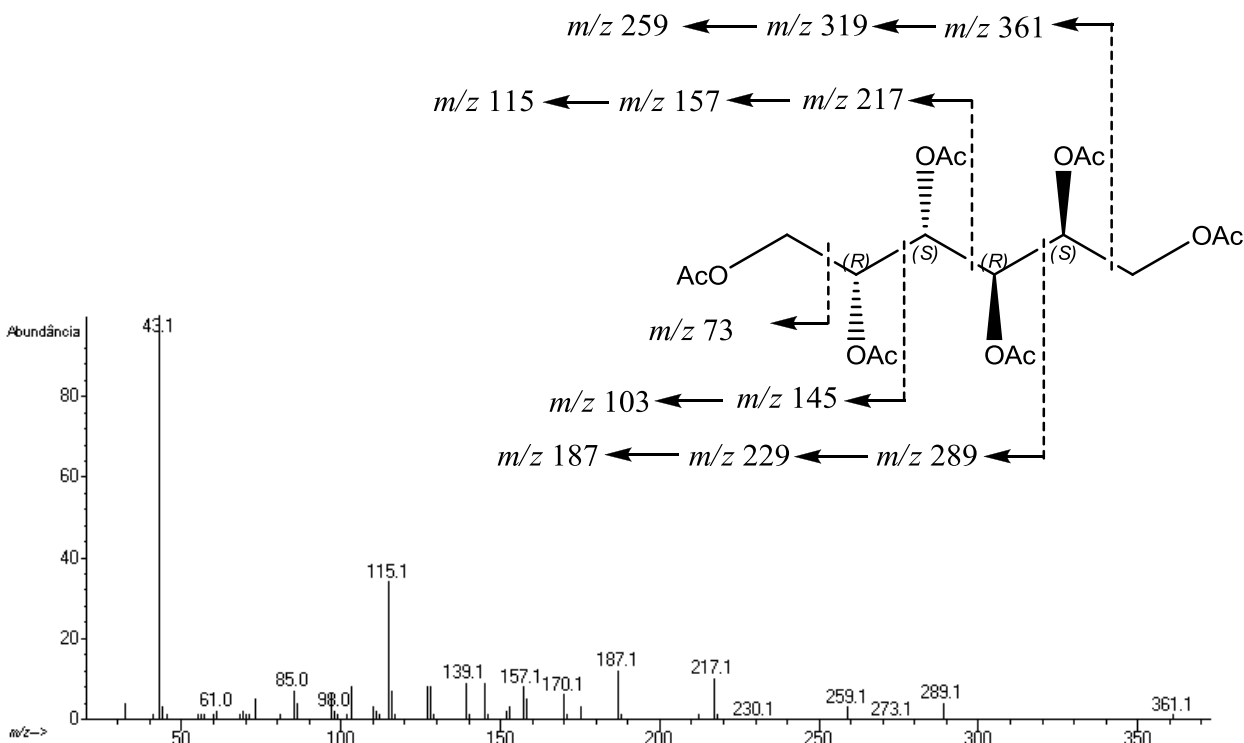 m/z 259 m/z 319 m/z 361
m/z 115 m/z 157 m/z 217
OAc OAc
OAc
AcO (R) (S) (R) (S)
m/z 73
OAc OAc
m/z 103 m/z 145
m/z 187 m/z 229 m/z 289
Abundância
43.1
80
60
40
115.1
20
61.0 85.0 98.0 139.1 157.1 170.1 187.1 217.1 230.1 259.1 273.1 289.1 361.1
0
m/z--> 50 100 150 200 250 300 350